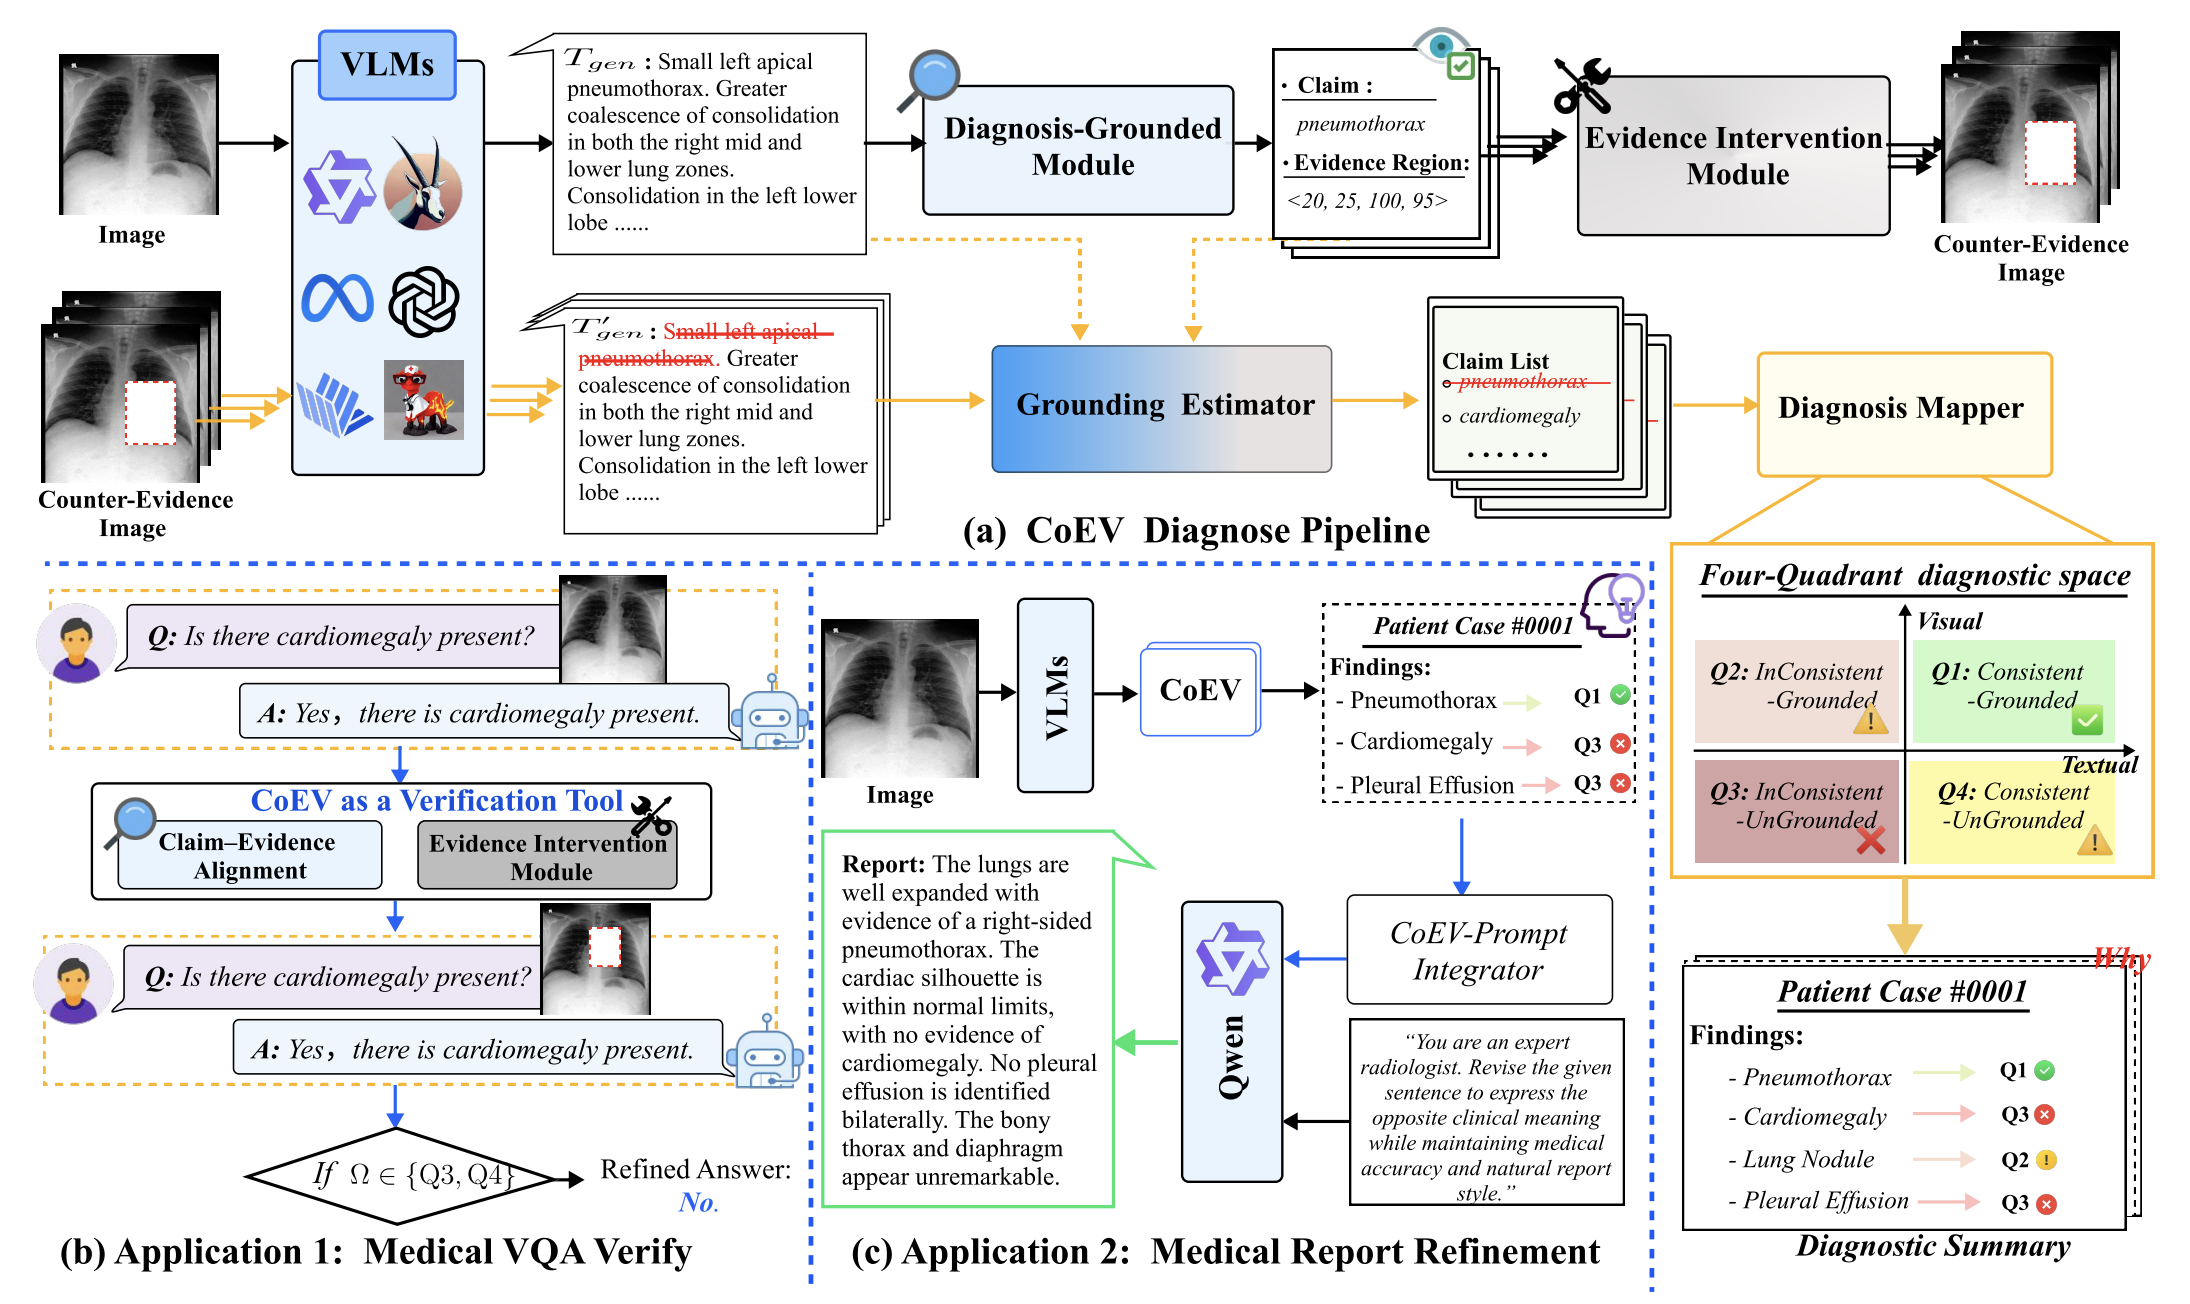 VLMs
T_gen : Small left apical
pneumothorax. Greater
coalescence of consolidation
in both the right mid and
lower lung zones.
Consolidation in the left lower
lobe ......
Image
Diagnosis-Grounded
Module
· Claim :
pneumothorax
· Evidence Region:
<20, 25, 100, 95>
Evidence Intervention
Module
Counter-Evidence
Image
Counter-Evidence
Image
T'_gen : Small left apical
pneumothorax. Greater
coalescence of consolidation
in both the right mid and
lower lung zones.
Consolidation in the left lower
lobe ......
Grounding Estimator
Claim List
pneumothorax
cardiomegaly
......
Diagnosis Mapper
(a) CoEV Diagnose Pipeline
Four-Quadrant diagnostic space
Visual
Q2: InConsistent
-Grounded
Q1: Consistent
-Grounded
Textual
Q3: InConsistent
-UnGrounded
Q4: Consistent
-UnGrounded
Why
Patient Case #0001
Findings:
- Pneumothorax Q1
- Cardiomegaly Q3
- Lung Nodule Q2
- Pleural Effusion Q3
Diagnostic Summary
Q: Is there cardiomegaly present?
A: Yes, there is cardiomegaly present.
CoEV as a Verification Tool
Claim–Evidence
Alignment
Evidence Intervention
Module
Q: Is there cardiomegaly present?
A: Yes, there is cardiomegaly present.
If Ω ∈ {Q3, Q4}
Refined Answer:
No.
(b) Application 1: Medical VQA Verify
Image
VLMs
CoEV
Patient Case #0001
Findings:
- Pneumothorax Q1
- Cardiomegaly Q3
- Pleural Effusion Q3
CoEV-Prompt
Integrator
"You are an expert
radiologist. Revise the given
sentence to express the
opposite clinical meaning
while maintaining medical
accuracy and natural report
style."
Qwen
Report: The lungs are
well expanded with
evidence of a right-sided
pneumothorax. The
cardiac silhouette is
within normal limits,
with no evidence of
cardiomegaly. No pleural
effusion is identified
bilaterally. The bony
thorax and diaphragm
appear unremarkable.
(c) Application 2: Medical Report Refinement